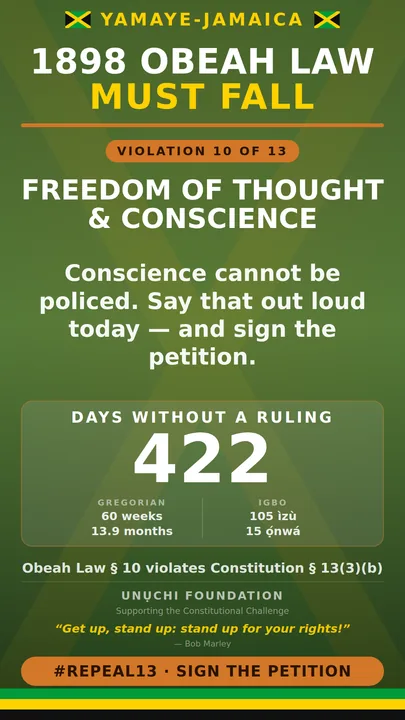 YAMAYE-JAMAICA
1898 OBEAH LAW
MUST FALL
VIOLATION 10 OF 13
FREEDOM OF THOUGHT
& CONSCIENCE
Conscience cannot be
policed. Say that out loud
today — and sign the
petition.
DAYS WITHOUT A RULING
422
GREGORIAN
60 weeks
13.9 months
IGBO
105 ìzù
15 ọ́nwá
Obeah Law § 10 violates Constitution § 13(3)(b)
UNỤCHI FOUNDATION
Supporting the Constitutional Challenge
“Get up, stand up: stand up for your rights!”
— Bob Marley
#REPEAL13 · SIGN THE PETITION